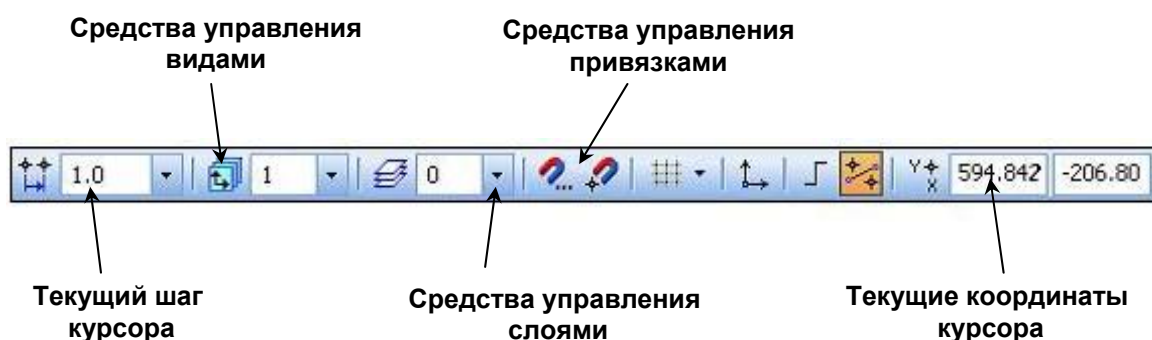 Средства управления
видами
Средства управления
привязками
1.0 1 0 Y X 594.842 -206.80
Текущий шаг
курсора
Средства управления
слоями
Текущие координаты
курсора